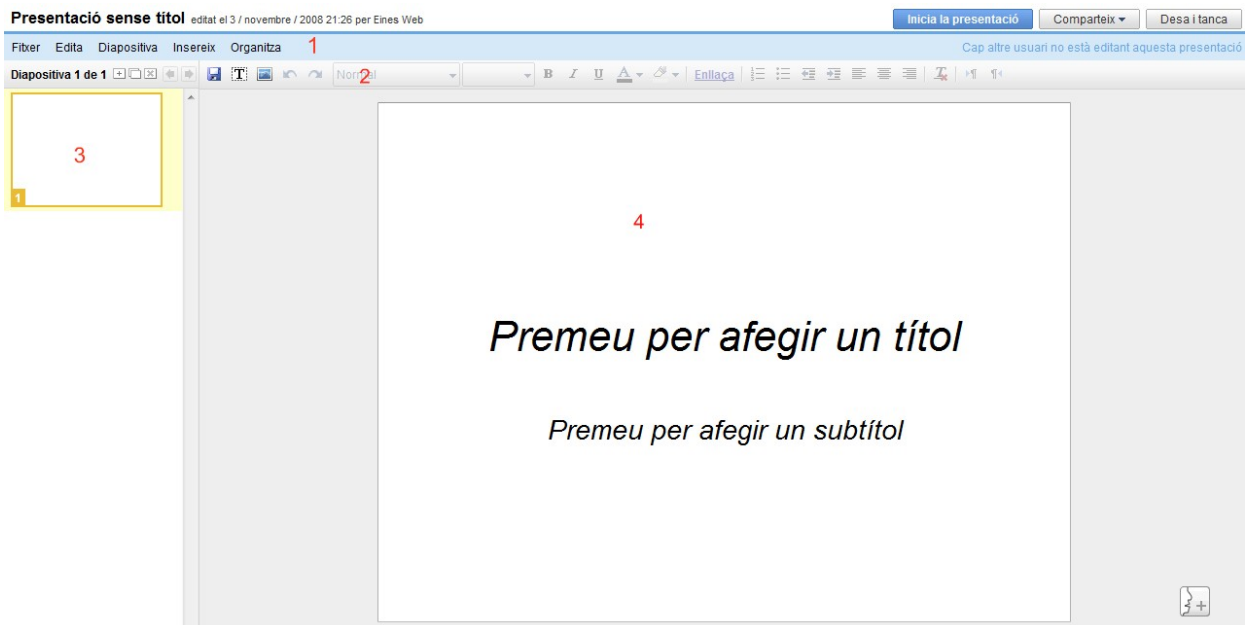 Presentació sense títol editat el 3 / novembre / 2008 21:26 per Eines Web Inicia la presentació Comparteix Desa i tanca
Fitxer Edita Diapositiva Insereix Organitza 1 Cap altre usuari no està editant aquesta presentació
Diapositiva 1 de 1 T Normal 2 B I U A Enllaça
3
1
4
Premeu per afegir un títol
Premeu per afegir un subtítol